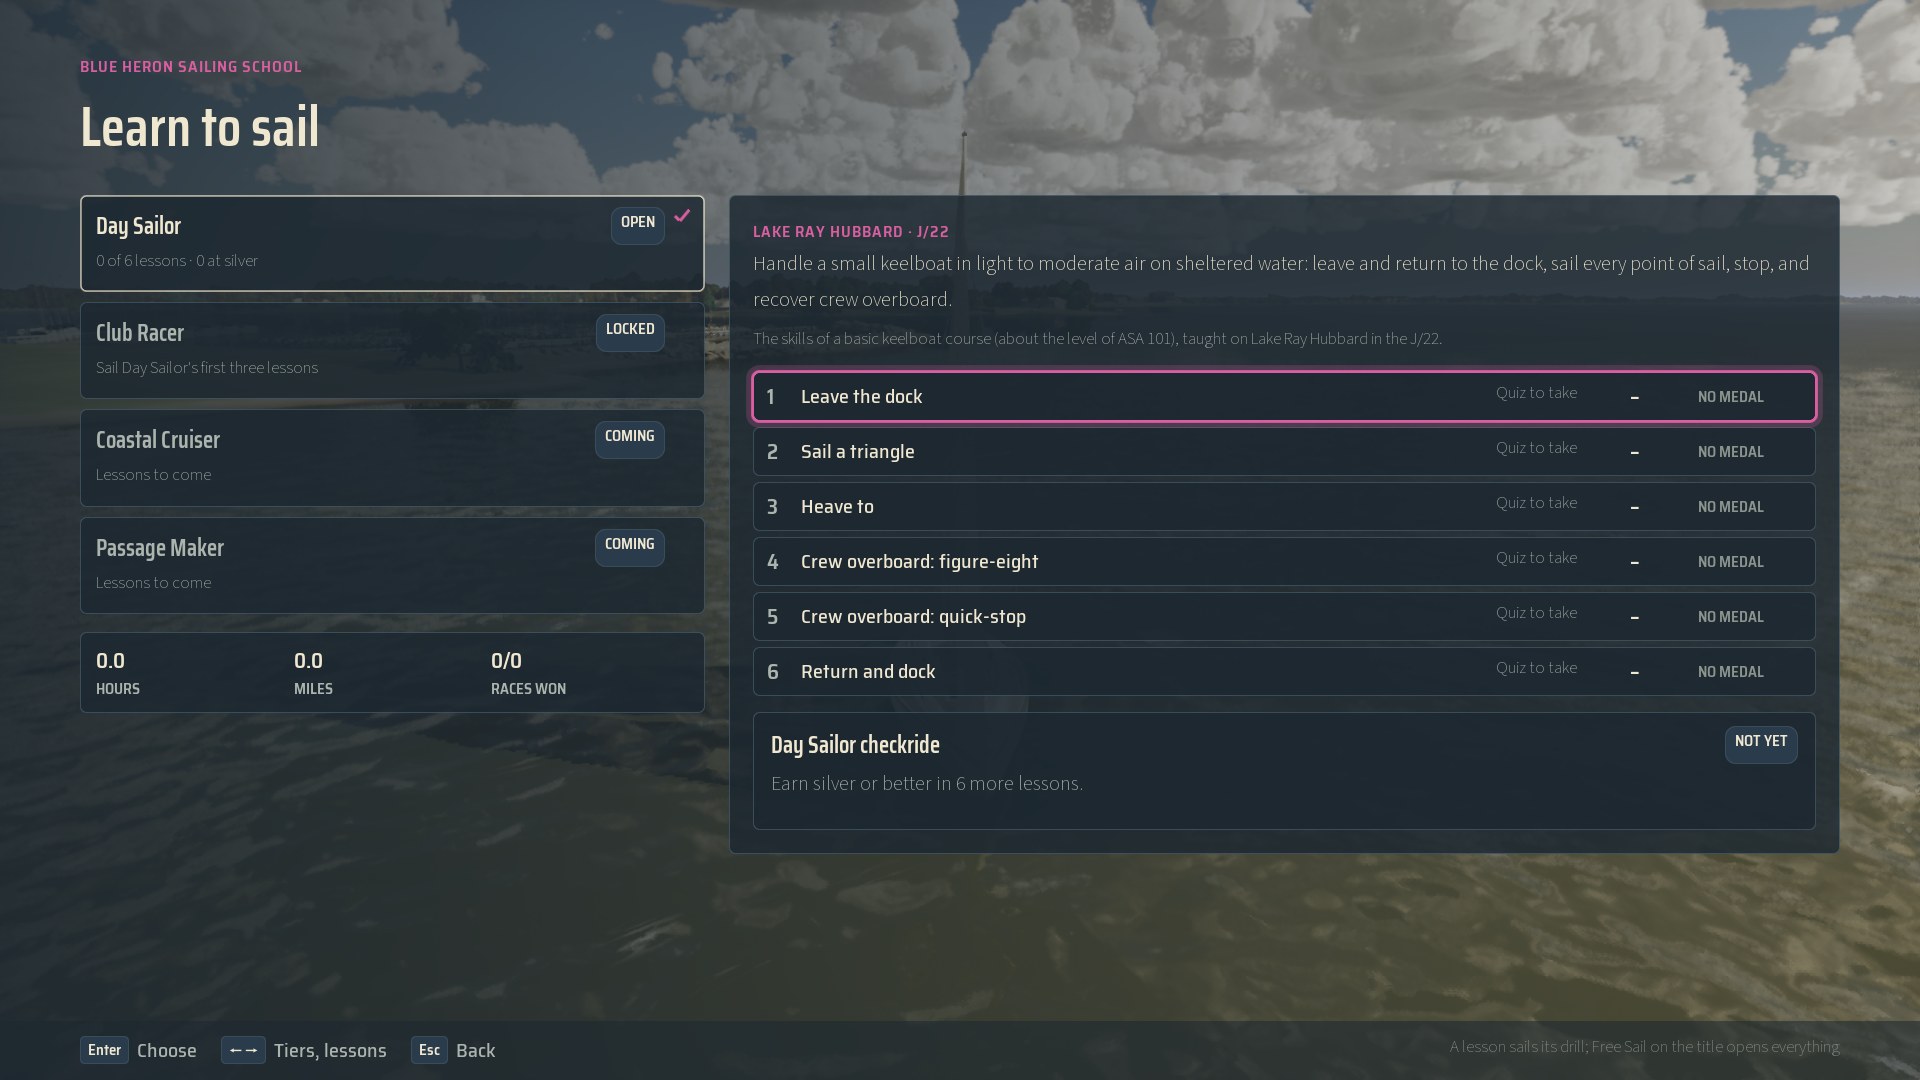 BLUE HERON SAILING SCHOOL
Learn to sail
Day Sailor
OPEN
0 of 6 lessons · 0 at silver
Club Racer
LOCKED
Sail Day Sailor's first three lessons
Coastal Cruiser
COMING
Lessons to come
Passage Maker
COMING
Lessons to come
0.0 0.0 0/0
HOURS MILES RACES WON
LAKE RAY HUBBARD · J/22
Handle a small keelboat in light to moderate air on sheltered water: leave and return to the dock, sail every point of sail, stop, and
recover crew overboard.
The skills of a basic keelboat course (about the level of ASA 101), taught on Lake Ray Hubbard in the J/22.
1 Leave the dock Quiz to take – NO MEDAL
2 Sail a triangle Quiz to take – NO MEDAL
3 Heave to Quiz to take – NO MEDAL
4 Crew overboard: figure-eight Quiz to take – NO MEDAL
5 Crew overboard: quick-stop Quiz to take – NO MEDAL
6 Return and dock Quiz to take – NO MEDAL
Day Sailor checkride NOT YET
Earn silver or better in 6 more lessons.
Enter Choose ←→ Tiers, lessons Esc Back
A lesson sails its drill; Free Sail on the title opens everything